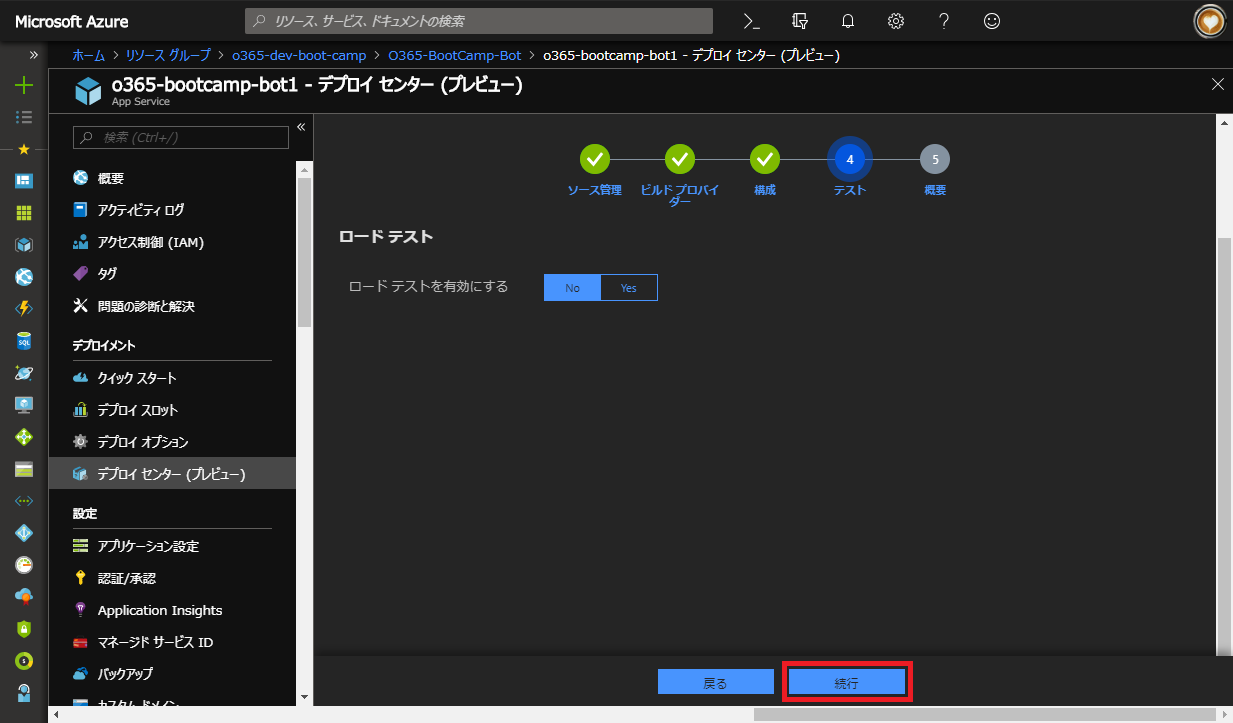 Microsoft Azure
リソース、サービス、ドキュメントの検索
ホーム > リソース グループ > o365-dev-boot-camp > O365-BootCamp-Bot > o365-bootcamp-bot1 - デプロイ センター (プレビュー)
o365-bootcamp-bot1 - デプロイ センター (プレビュー)
App Service
検索 (Ctrl+/)
概要
アクティビティ ログ
アクセス制御 (IAM)
タグ
問題の診断と解決
デプロイメント
クイック スタート
デプロイ スロット
デプロイ オプション
デプロイ センター (プレビュー)
設定
アプリケーション設定
認証/承認
Application Insights
マネージド サービス ID
バックアップ
カスタム ドメイン
4
5
ソース管理
ビルド プロバイ
ダー
構成
テスト
概要
ロード テスト
ロード テストを有効にする
No
Yes
戻る
続行